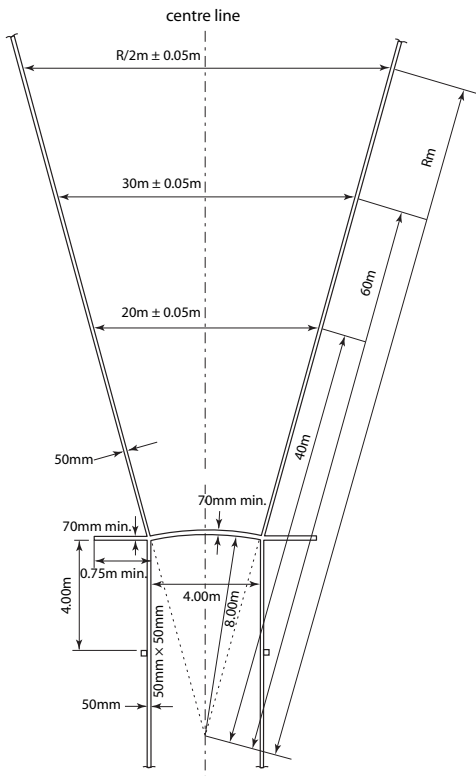 centre line
R/2m ± 0.05m
Rm
30m ± 0.05m
60m
20m ± 0.05m
40m
50mm
70mm min.
70mm min.
0.75m min.
4.00m
4.00m
8.00m
50mm × 50mm
50mm